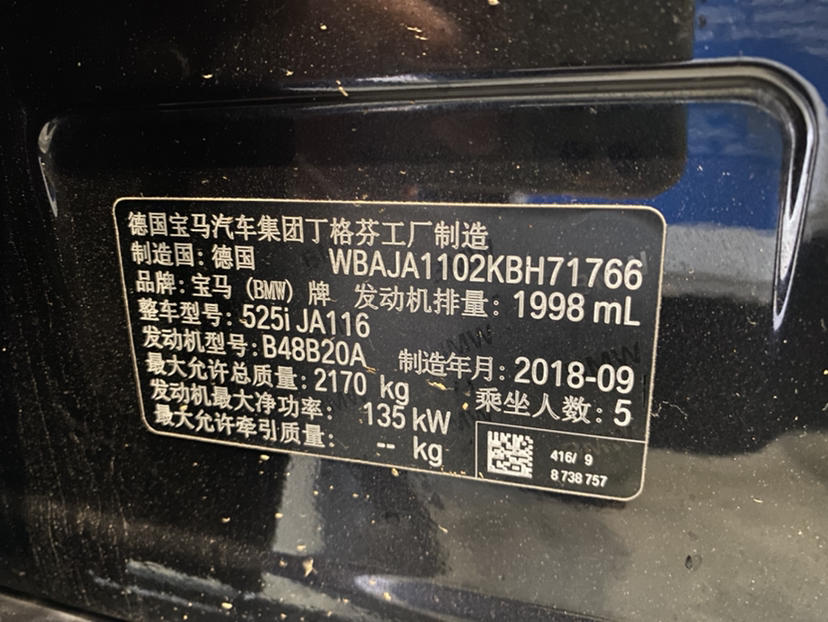 德国宝马汽车集团丁格芬工厂制造
制造国: 德国 WBAJA1102KBH71766
品牌: 宝马 (BMW) 牌 发动机排量: 1998 mL
整车型号: 525i JA116
发动机型号: B48B20A 制造年月: 2018-09
最大允许总质量: 2170 kg 乘坐人数: 5
发动机最大净功率: 135 kW
最大允许牵引质量: -- kg
416/ 9
8 738 757